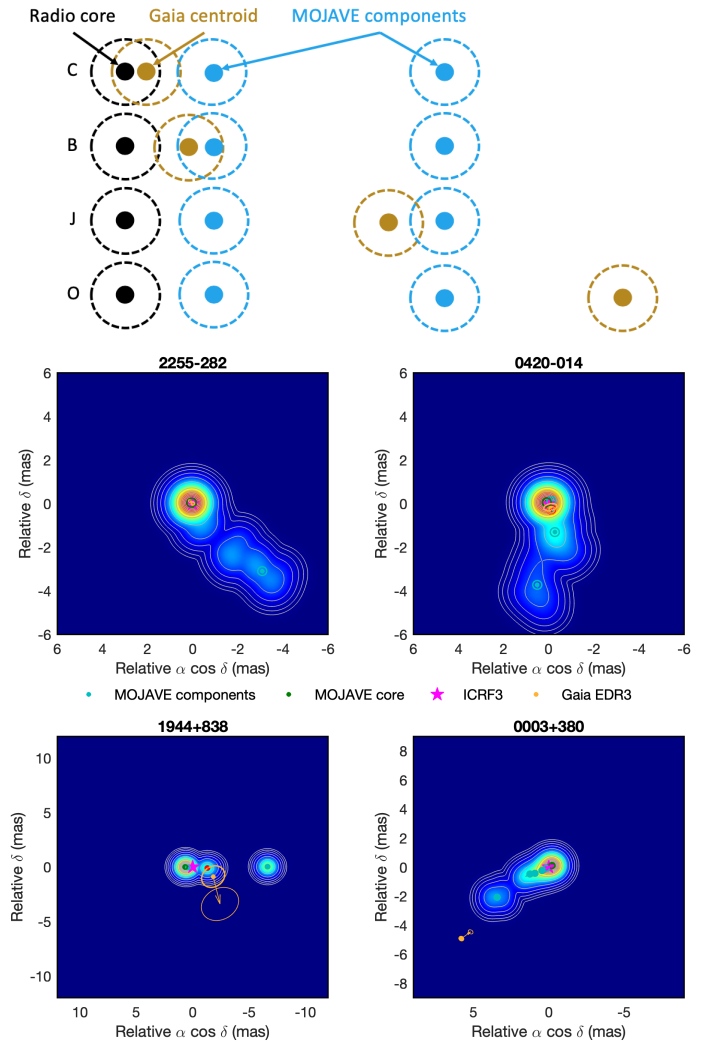 Radio core Gaia centroid MOJAVE components
C
B
J
O
2255-282
6
4
2
0
-2
-4
-6
Relative δ (mas)
6 4 2 0 -2 -4 -6
Relative α cos δ (mas)
0420-014
6
4
2
0
-2
-4
-6
Relative δ (mas)
6 4 2 0 -2 -4 -6
Relative α cos δ (mas)
MOJAVE components MOJAVE core ICRF3 Gaia EDR3
1944+838
10
5
0
-5
-10
Relative δ (mas)
10 5 0 -5 -10
Relative α cos δ (mas)
0003+380
8
6
4
2
0
-2
-4
-6
-8
Relative δ (mas)
5 0 -5
Relative α cos δ (mas)